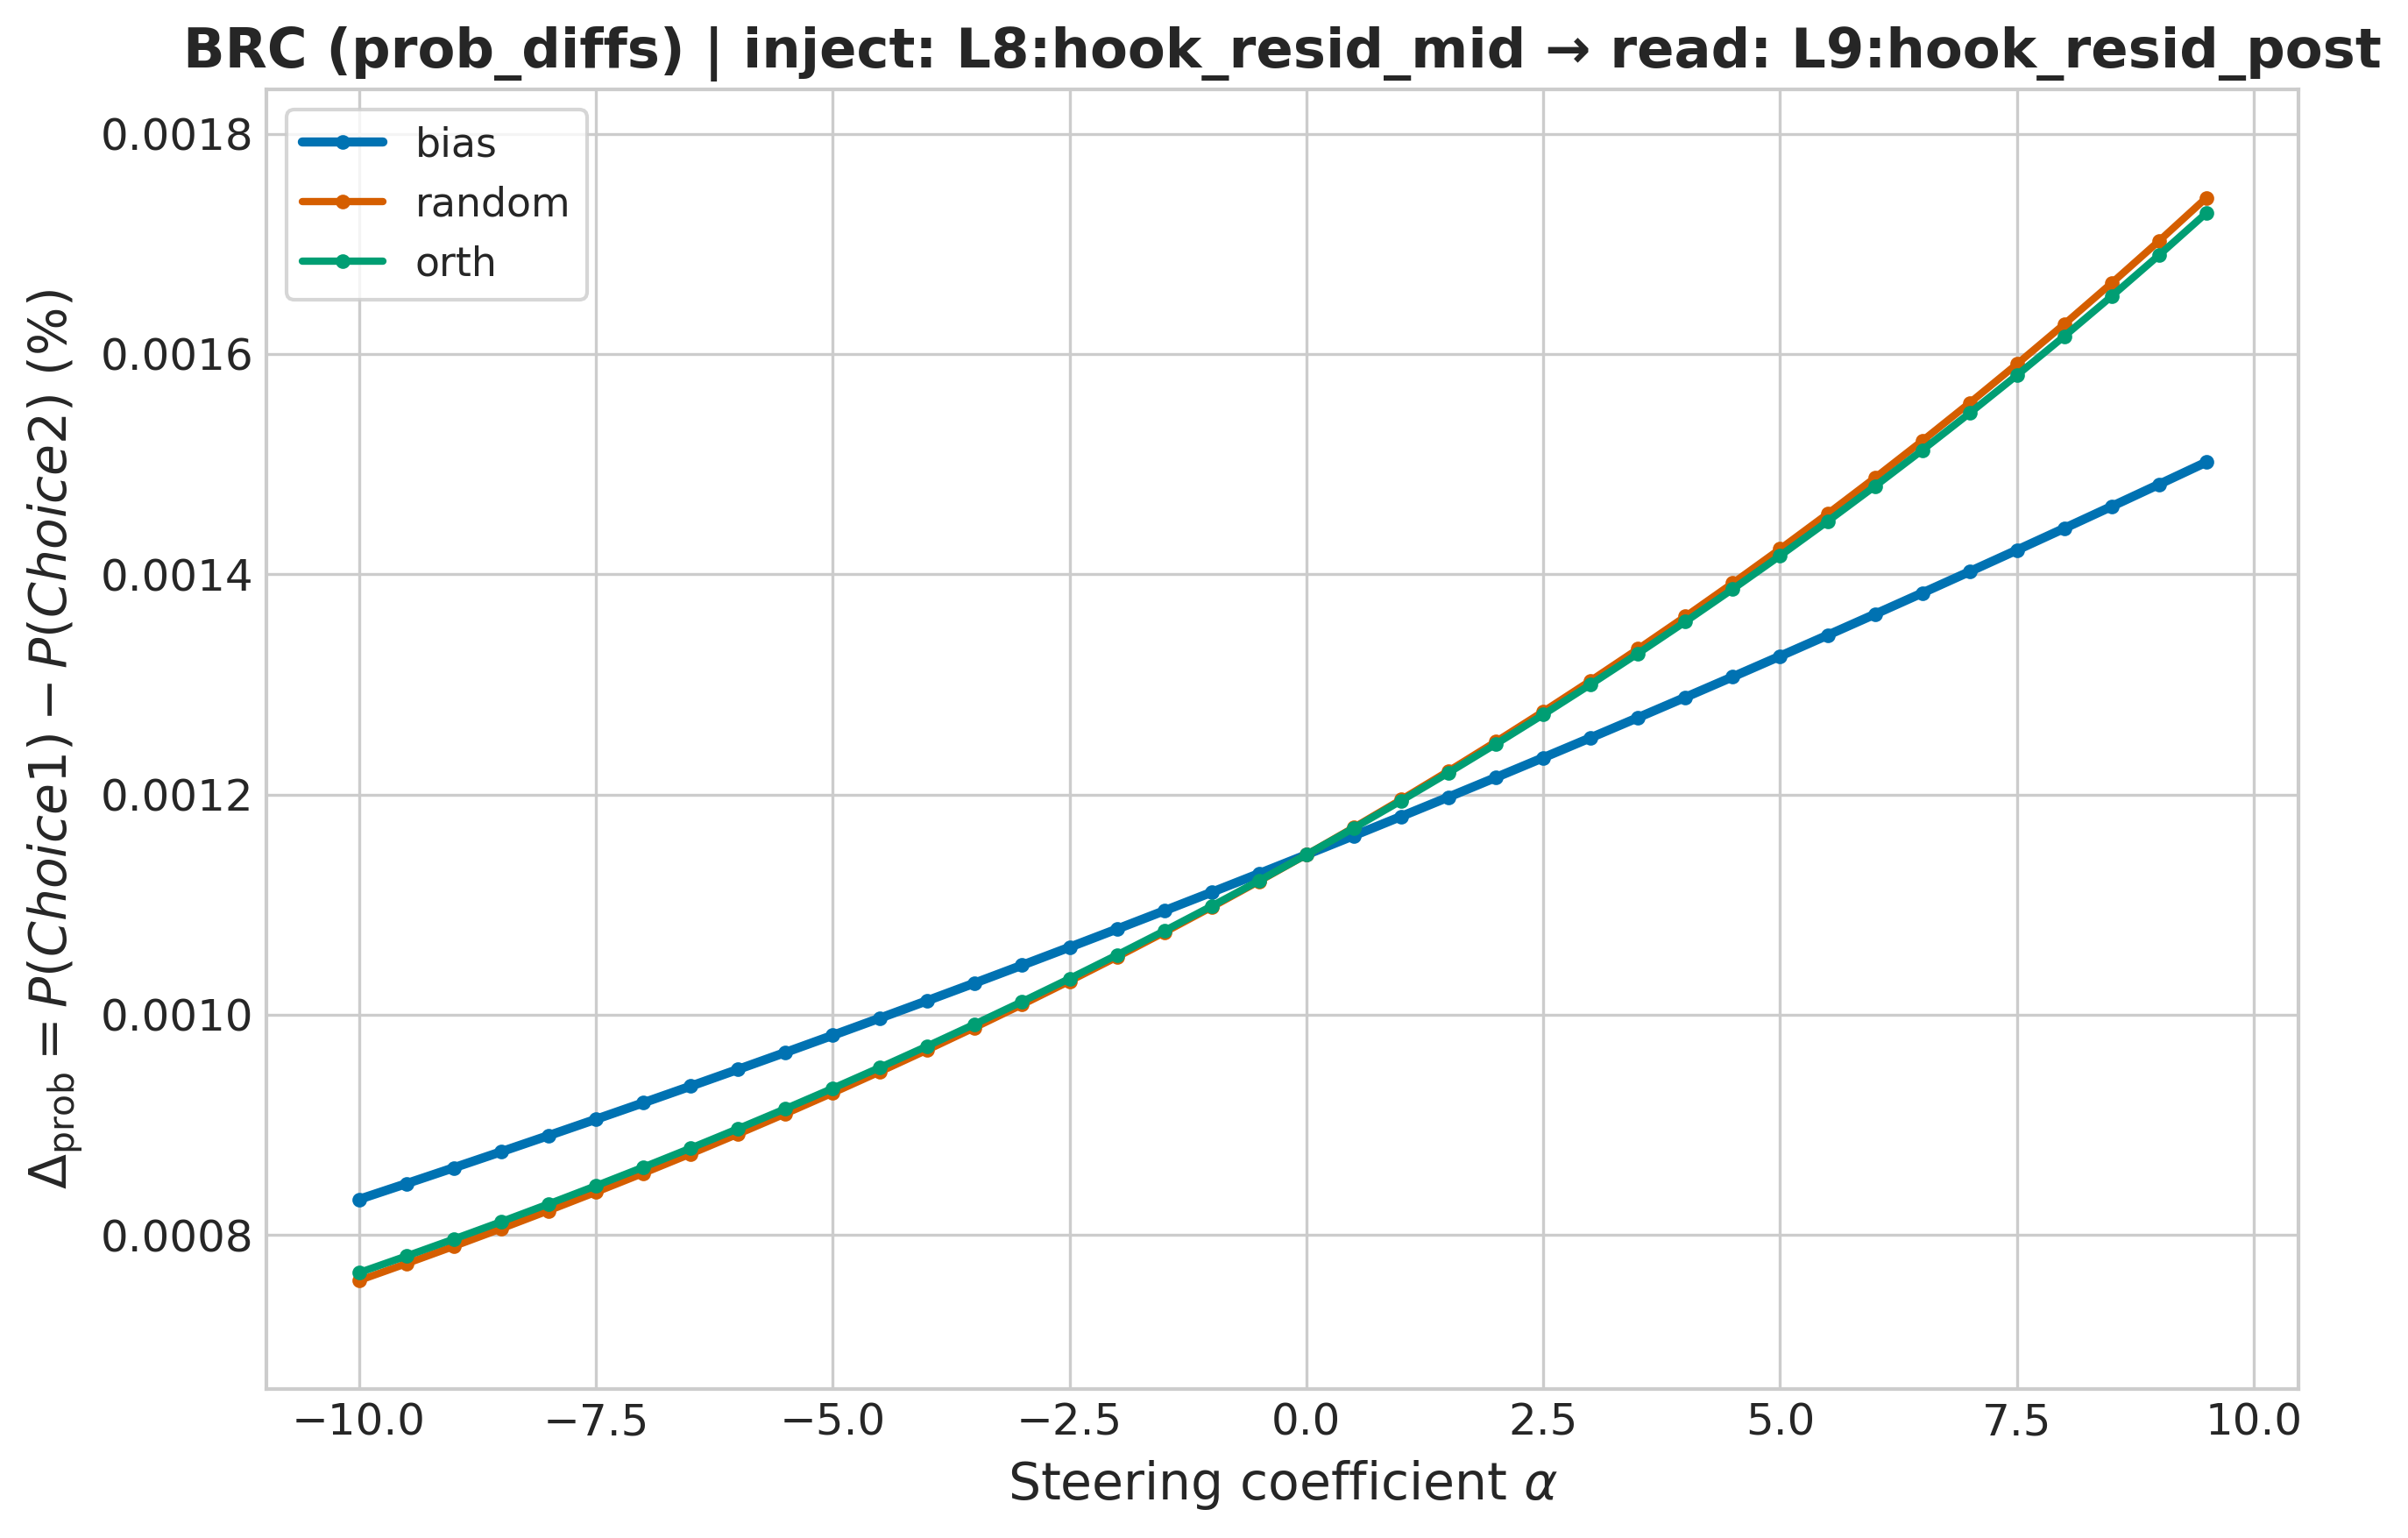 BRC (prob_diffs) | inject: L8:hook_resid_mid → read: L9:hook_resid_post
bias
random
orth
Δprob = P(Choice1) − P(Choice2) (%)
0.0018
0.0016
0.0014
0.0012
0.0010
0.0008
−10.0 −7.5 −5.0 −2.5 0.0 2.5 5.0 7.5 10.0
Steering coefficient α